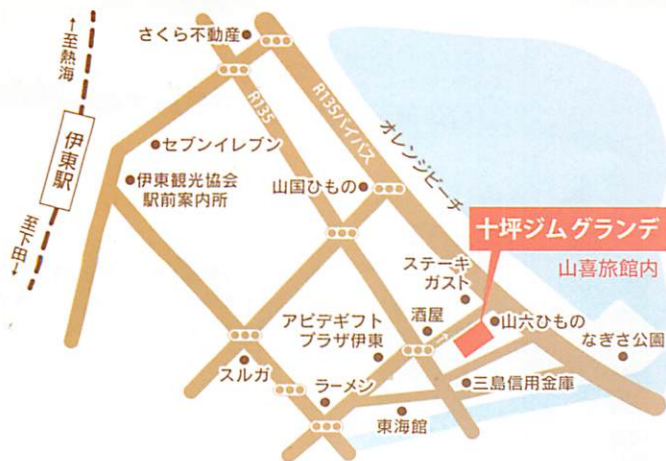 さくら不動産
↑至熱海
伊東駅
至下田↓
R135
R135バイパス
オレンジビーチ
セブンイレブン
伊東観光協会
駅前案内所
山国ひもの
十坪ジムグランデ
山喜旅館内
ステーキ
ガスト
酒屋
→
山六ひもの
なぎさ公園
アピデギフト
プラザ伊東
スルガ
ラーメン
三島信用金庫
東海館